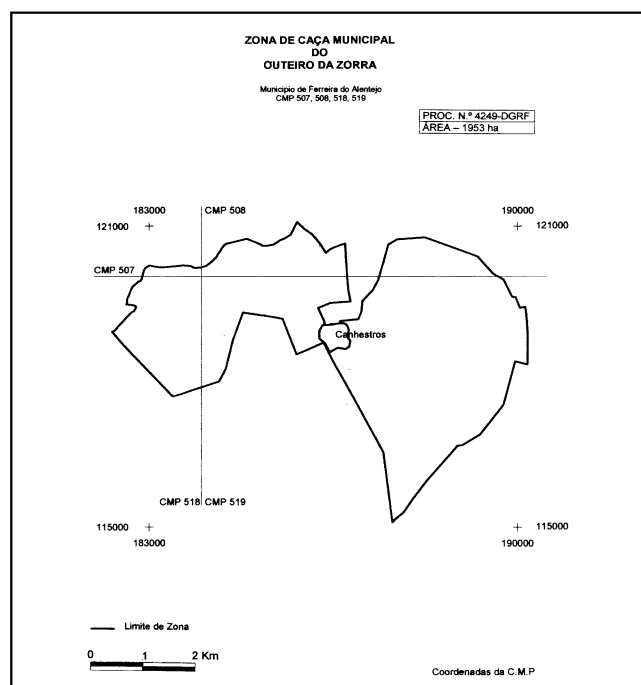 ZONA DE CAÇA MUNICIPAL
DO
OUTEIRO DA ZORRA
Municipio de Ferreira do Alentejo
CMP 507, 508, 518, 519
PROC. N.º 4249-DGRF
ÁREA – 1953 ha
183000
CMP 508
190000
121000
121000
CMP 507
Canhestros
CMP 518
CMP 519
115000
115000
183000
190000
Limite de Zona
0 1 2 Km
Coordenadas da C.M.P